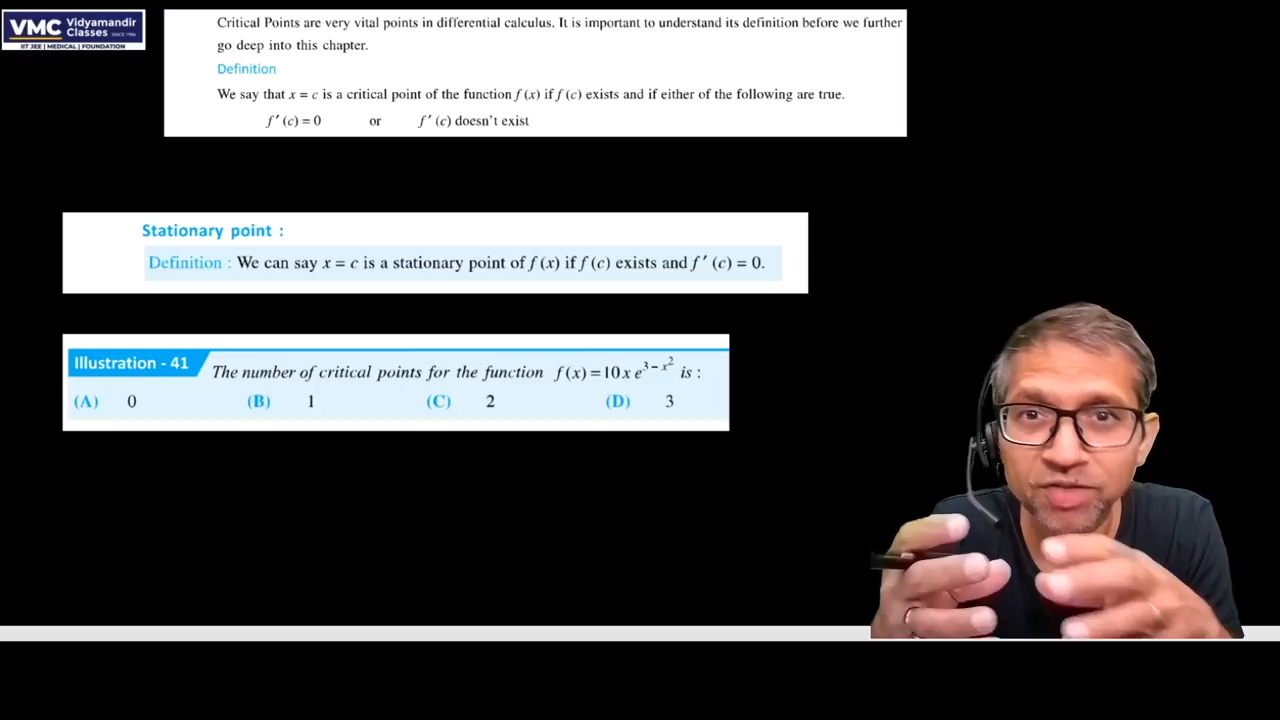 VMC Vidyamandir Classes SINCE 1986
IIT JEE | MEDICAL | FOUNDATION
Critical Points are very vital points in differential calculus. It is important to understand its definition before we further
go deep into this chapter.
Definition
We say that x = c is a critical point of the function f (x) if f (c) exists and if either of the following are true.
f ′ (c) = 0 or f ′ (c) doesn't exist
Stationary point :
Definition : We can say x = c is a stationary point of f (x) if f (c) exists and f ′ (c) = 0.
Illustration - 41 The number of critical points for the function f (x) = 10x e^{3 – x^2} is :
(A) 0 (B) 1 (C) 2 (D) 3